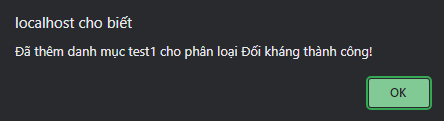 localhost cho biết
Đã thêm danh mục test1 cho phân loại Đối kháng thành công!
OK